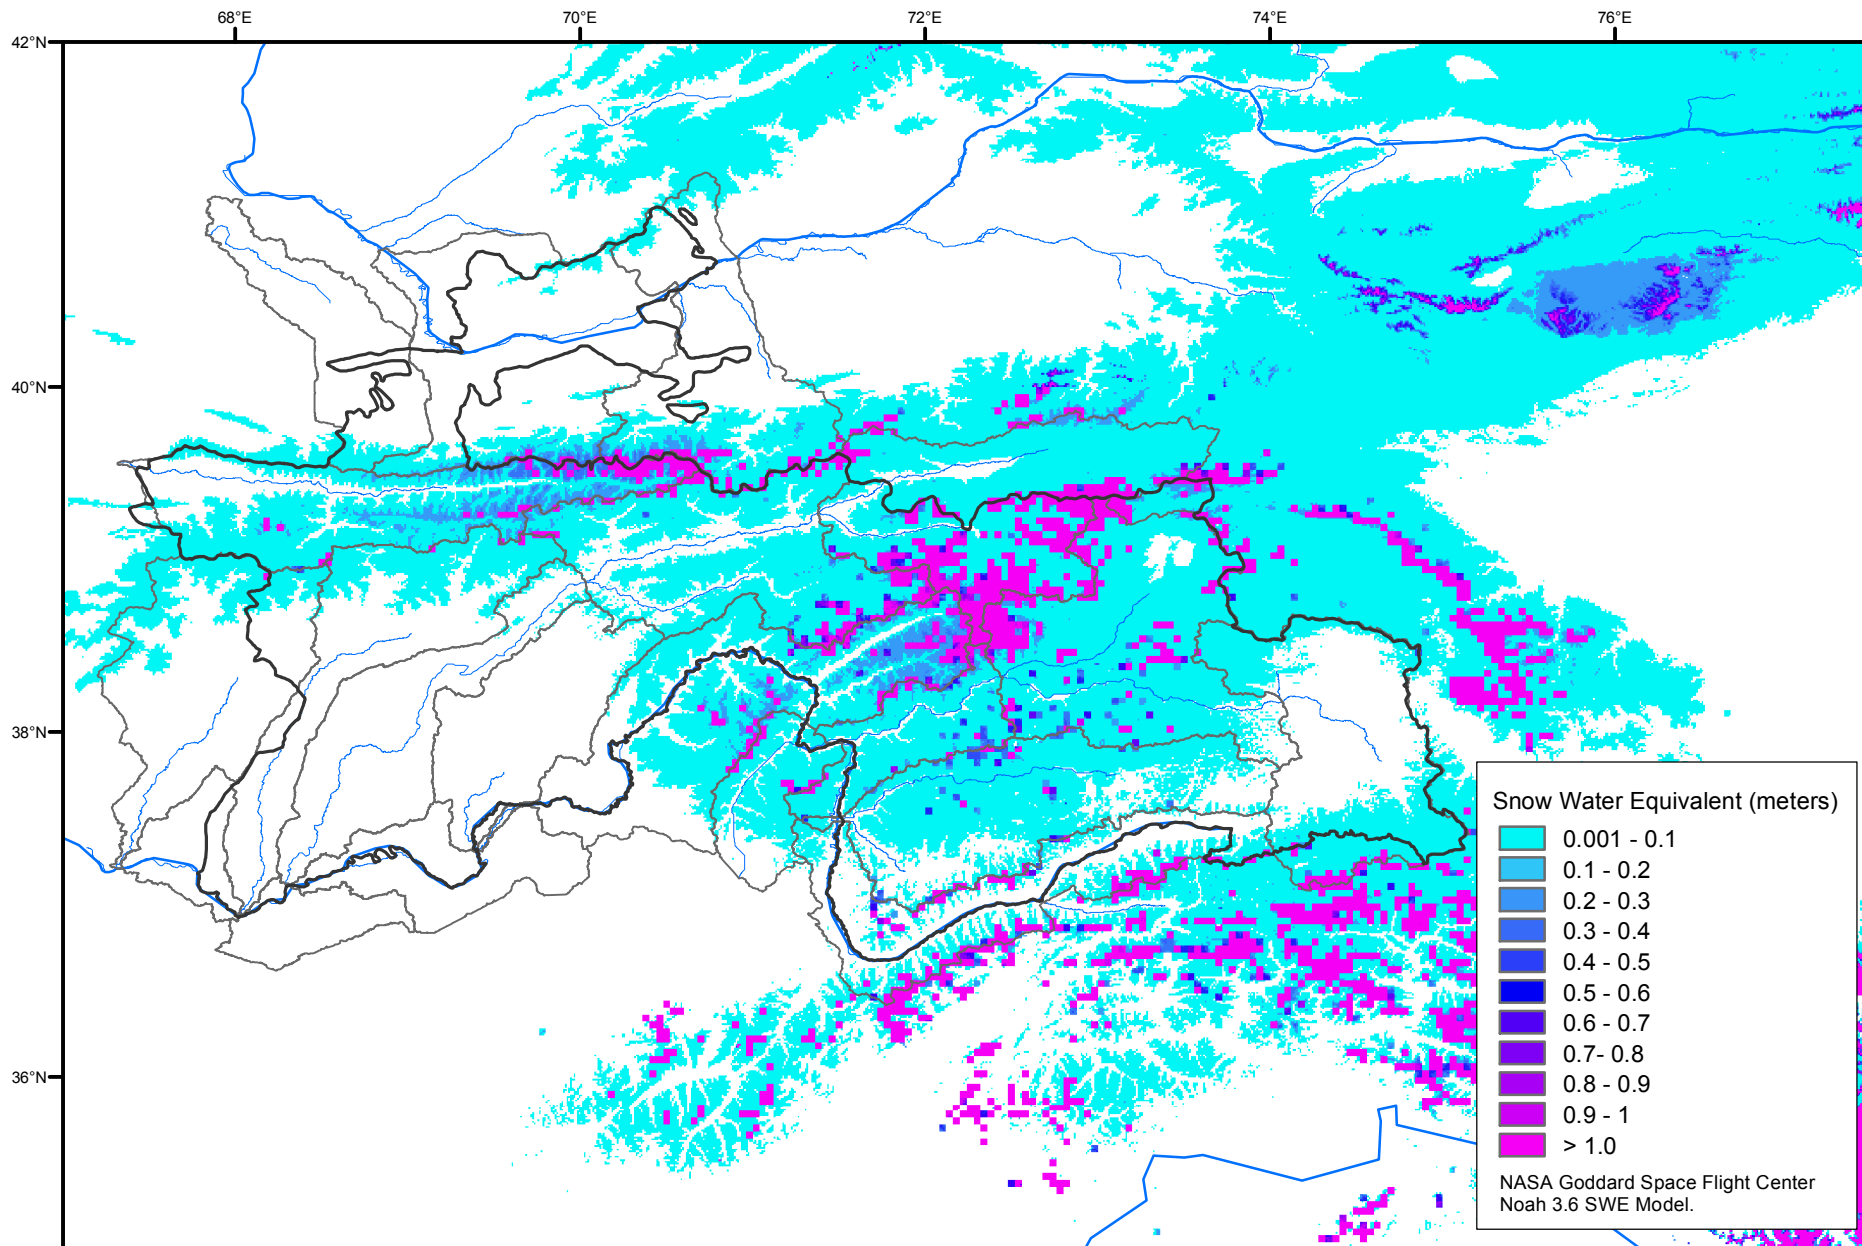 68°E 70°E 72°E 74°E 76°E
42°N
40°N
38°N
36°N
Snow Water Equivalent (meters)
0.001 - 0.1
0.1 - 0.2
0.2 - 0.3
0.3 - 0.4
0.4 - 0.5
0.5 - 0.6
0.6 - 0.7
0.7- 0.8
0.8 - 0.9
0.9 - 1
> 1.0
NASA Goddard Space Flight Center
Noah 3.6 SWE Model.